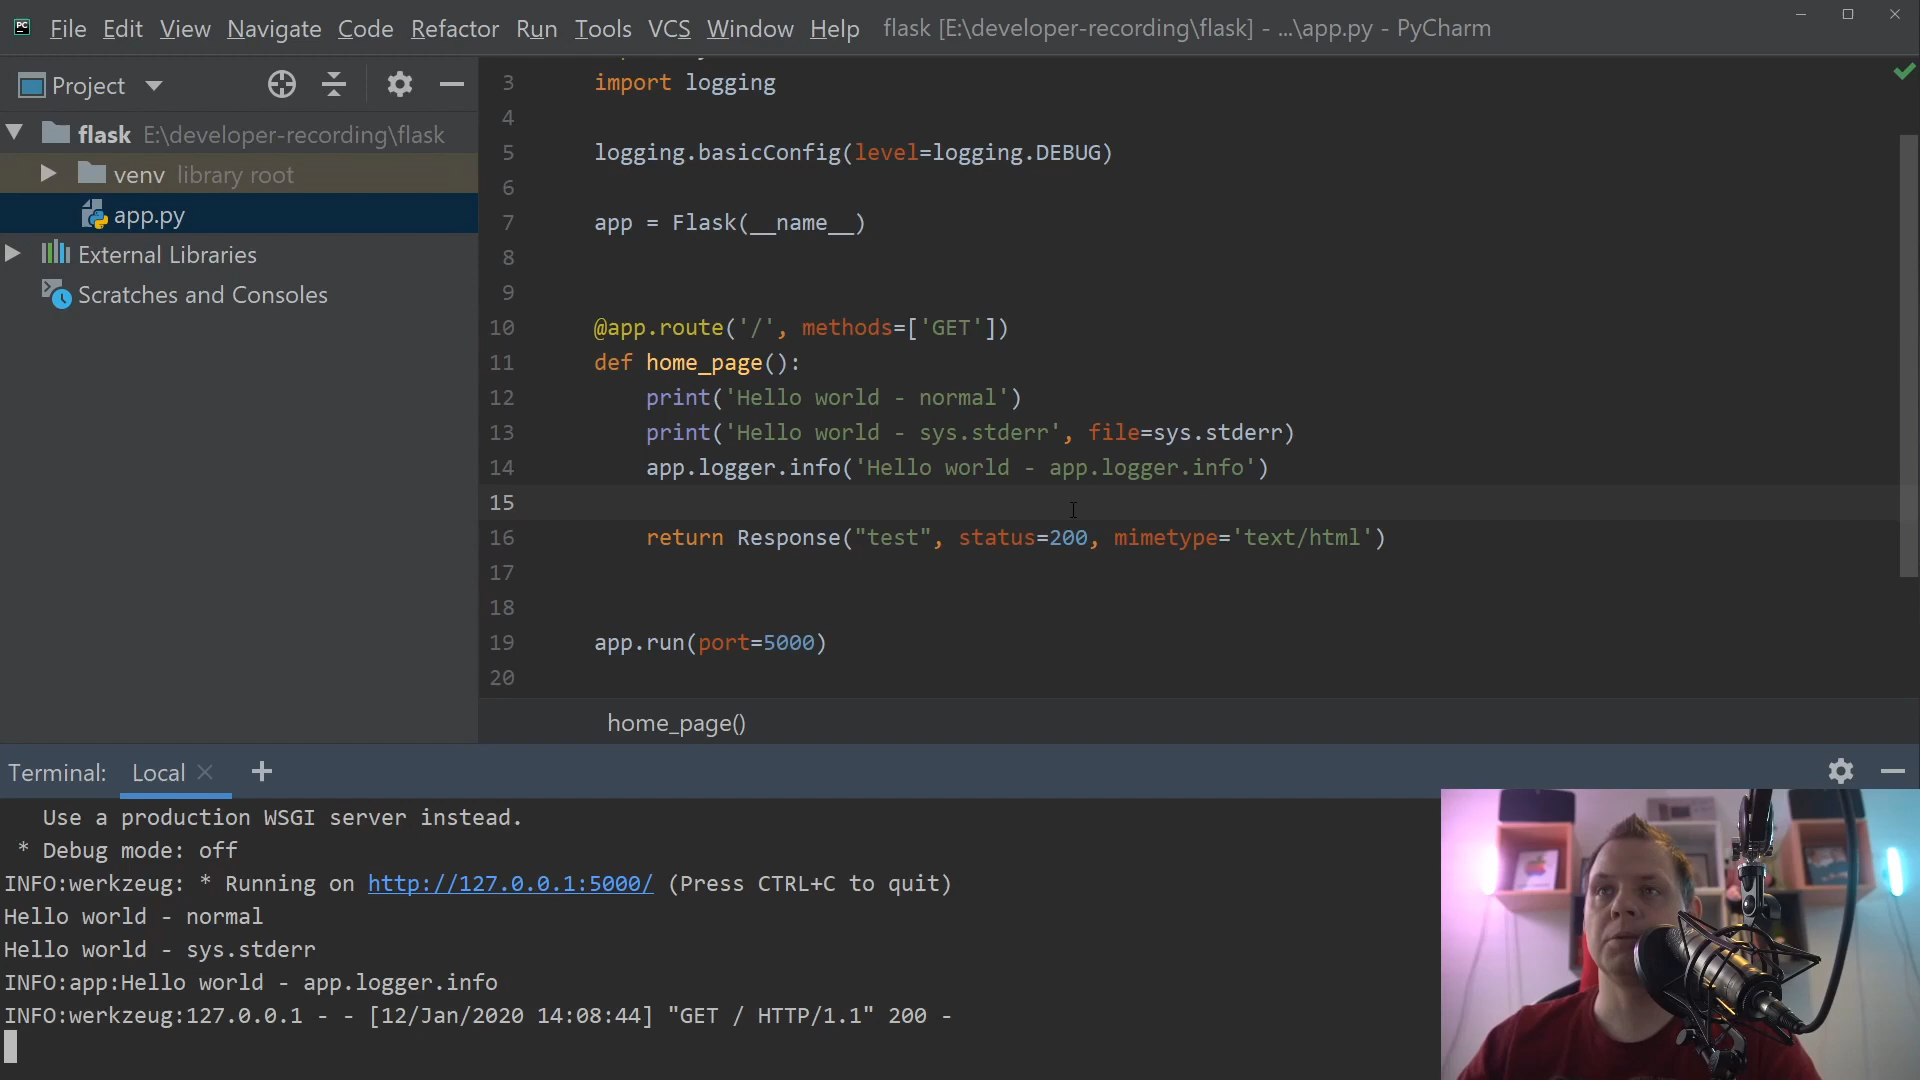 File Edit View Navigate Code Refactor Run Tools VCS Window Help flask [E:\developer-recording\flask] - ...\app.py - PyCharm
Project
flask E:\developer-recording\flask
venv library root
app.py
External Libraries
Scratches and Consoles
3 import logging
4
5 logging.basicConfig(level=logging.DEBUG)
6
7 app = Flask(__name__)
8
9
10 @app.route('/', methods=['GET'])
11 def home_page():
12 print('Hello world - normal')
13 print('Hello world - sys.stderr', file=sys.stderr)
14 app.logger.info('Hello world - app.logger.info')
15
16 return Response("test", status=200, mimetype='text/html')
17
18
19 app.run(port=5000)
20
home_page()
Terminal: Local
Use a production WSGI server instead.
* Debug mode: off
INFO:werkzeug: * Running on http://127.0.0.1:5000/ (Press CTRL+C to quit)
Hello world - normal
Hello world - sys.stderr
INFO:app:Hello world - app.logger.info
INFO:werkzeug:127.0.0.1 - - [12/Jan/2020 14:08:44] "GET / HTTP/1.1" 200 -